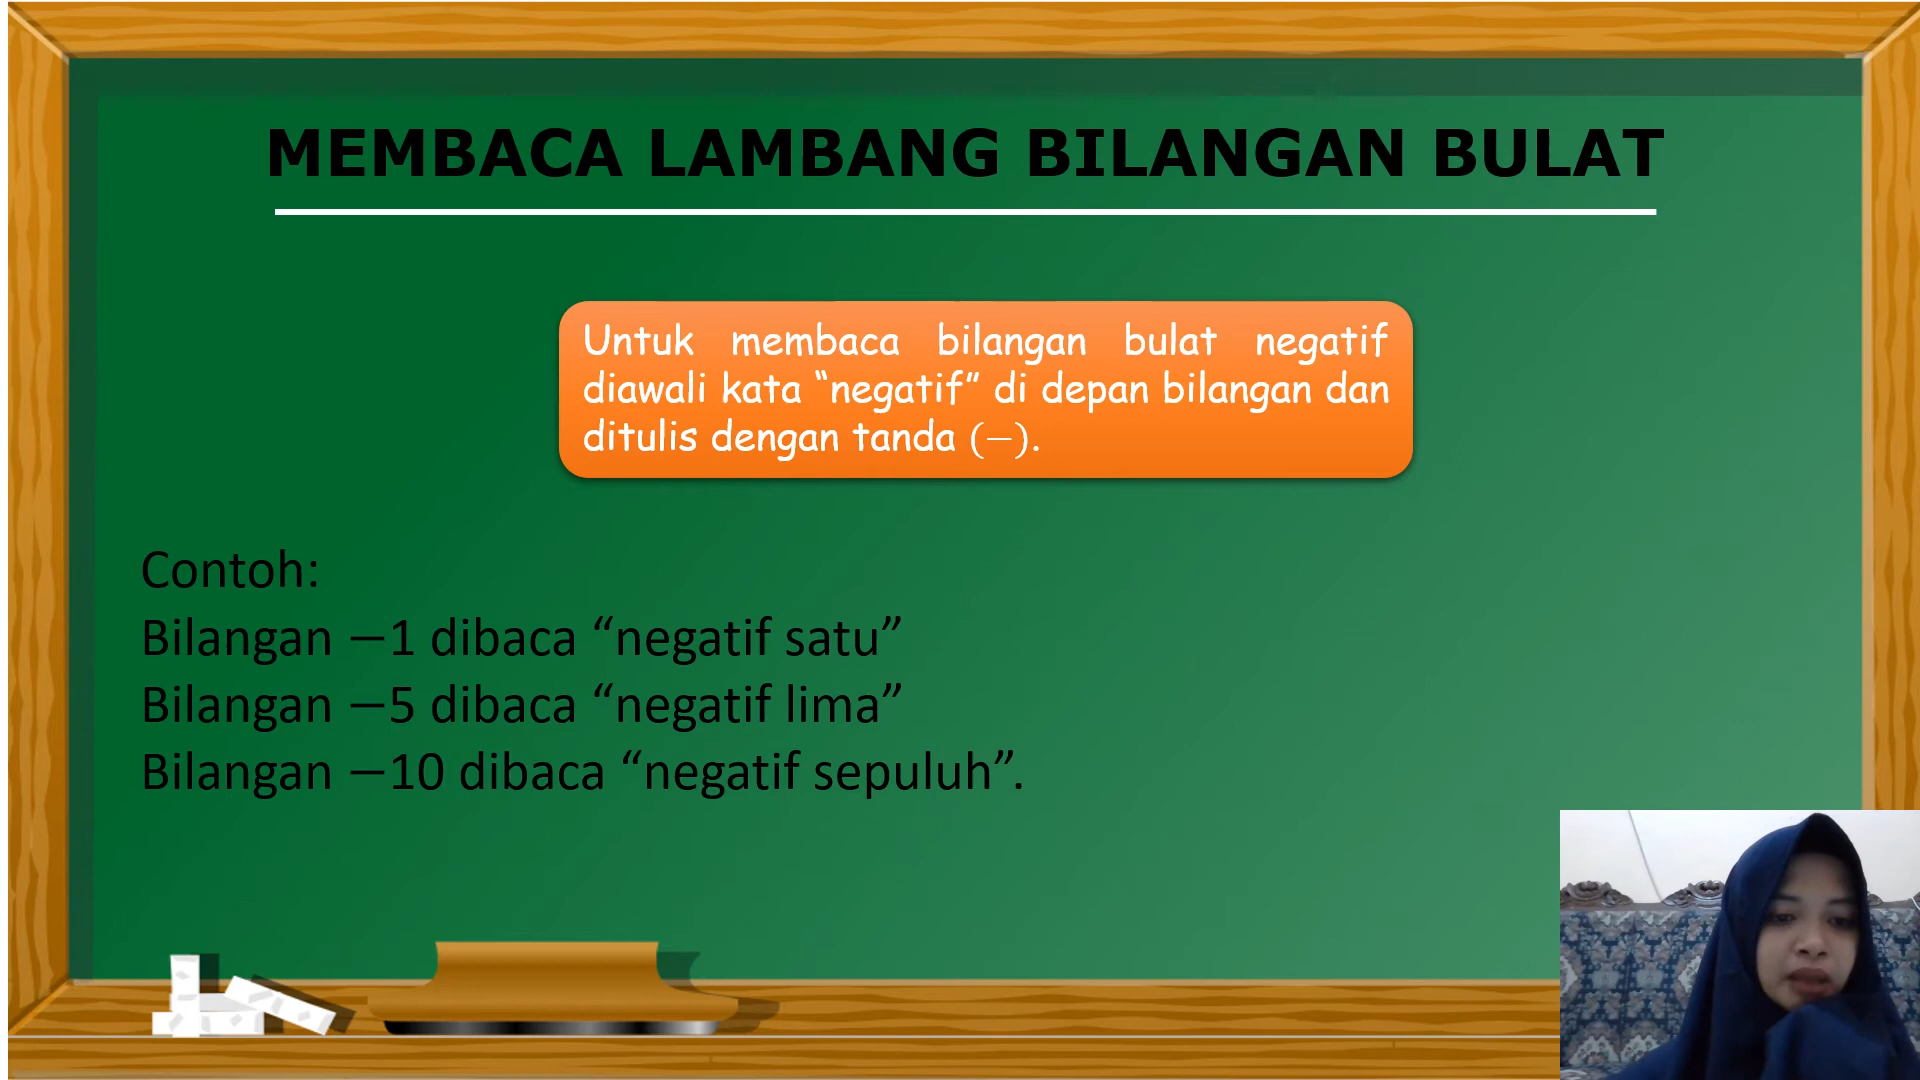 MEMBACA LAMBANG BILANGAN BULAT
Untuk membaca bilangan bulat negatif
diawali kata “negatif” di depan bilangan dan
ditulis dengan tanda (−).
Contoh:
Bilangan −1 dibaca “negatif satu”
Bilangan −5 dibaca “negatif lima”
Bilangan −10 dibaca “negatif sepuluh”.